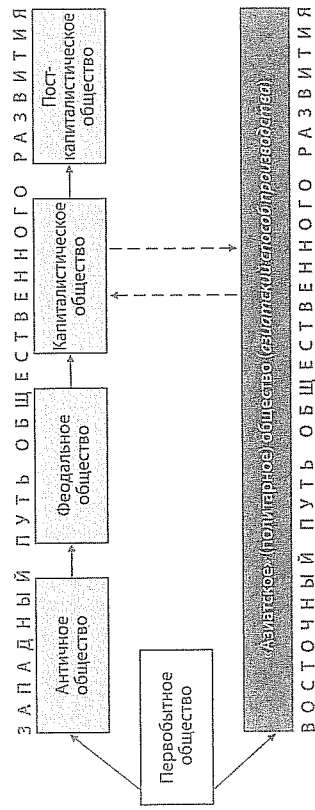 ЗАПАДНЫЙ ПУТЬ ОБЩЕСТВЕННОГО РАЗВИТИЯ
Античное
общество
Феодальное
общество
Капиталистическое
общество
Пост-
капиталистическое
общество
Первобытное
общество
«Азиатское» (политарное) общество (азиатский способ производства)
ВОСТОЧНЫЙ ПУТЬ ОБЩЕСТВЕННОГО РАЗВИТИЯ